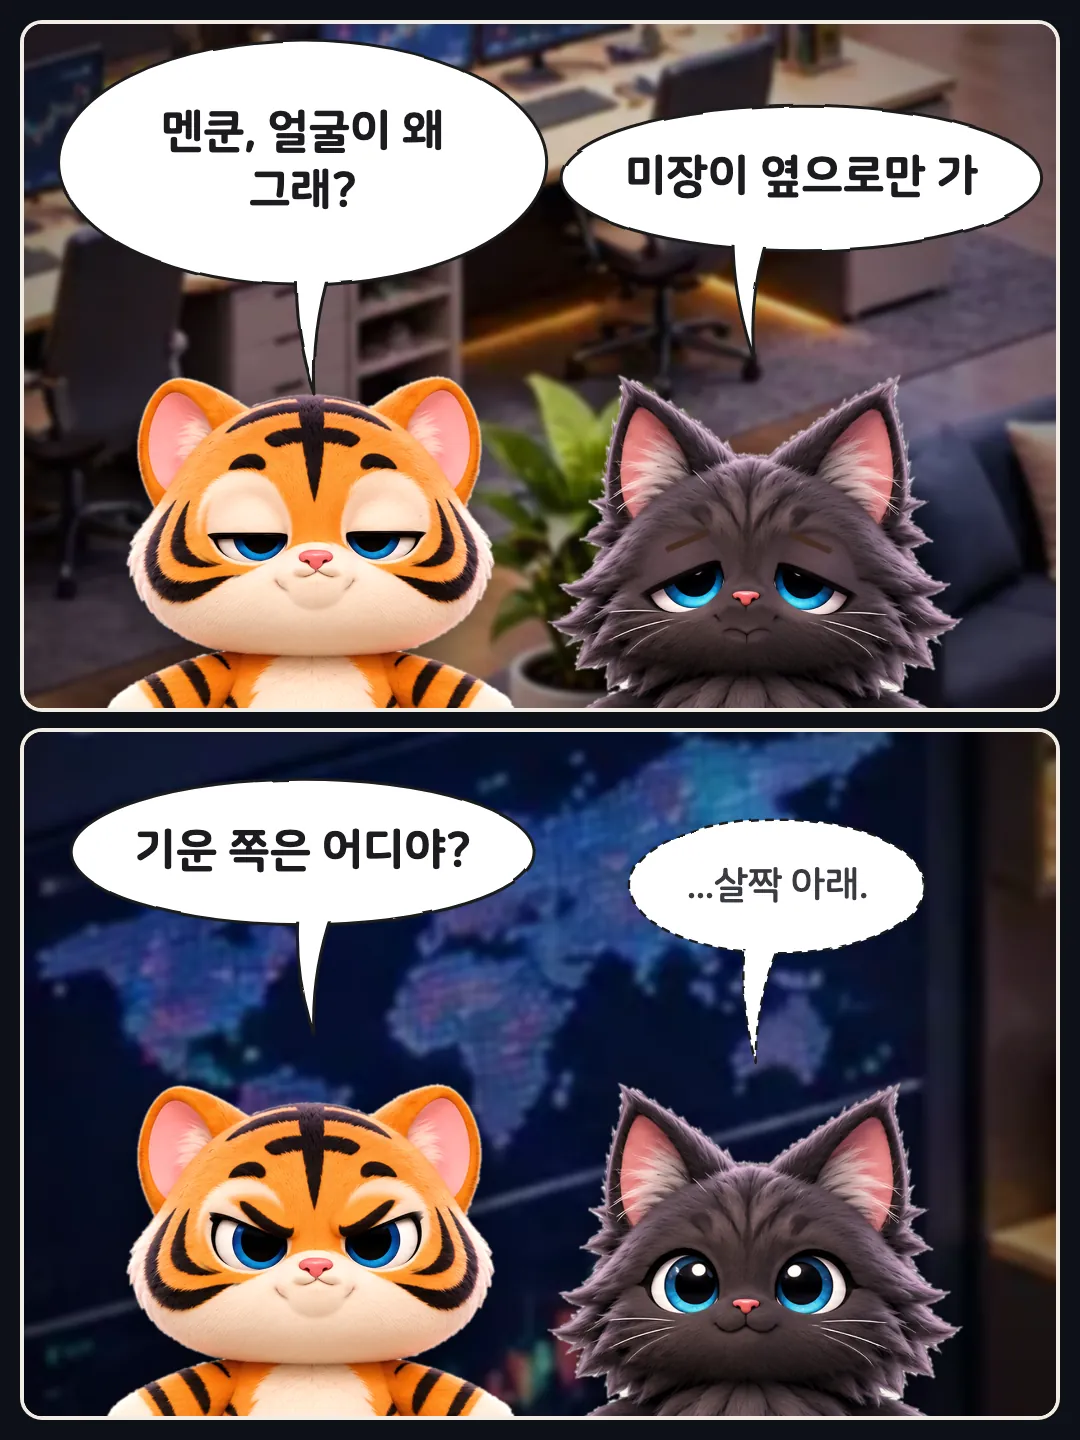 멘쿤, 얼굴이 왜
그래?
미장이 옆으로만 가
기운 쪽은 어디야?
...살짝 아래.